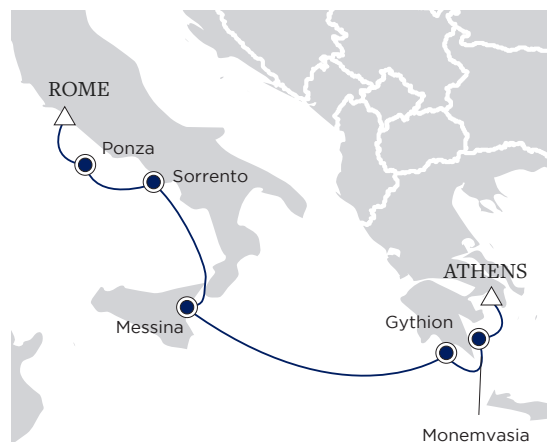 ROME
Ponza
Sorrento
ATHENS
Messina
Gythion
Monemvasia